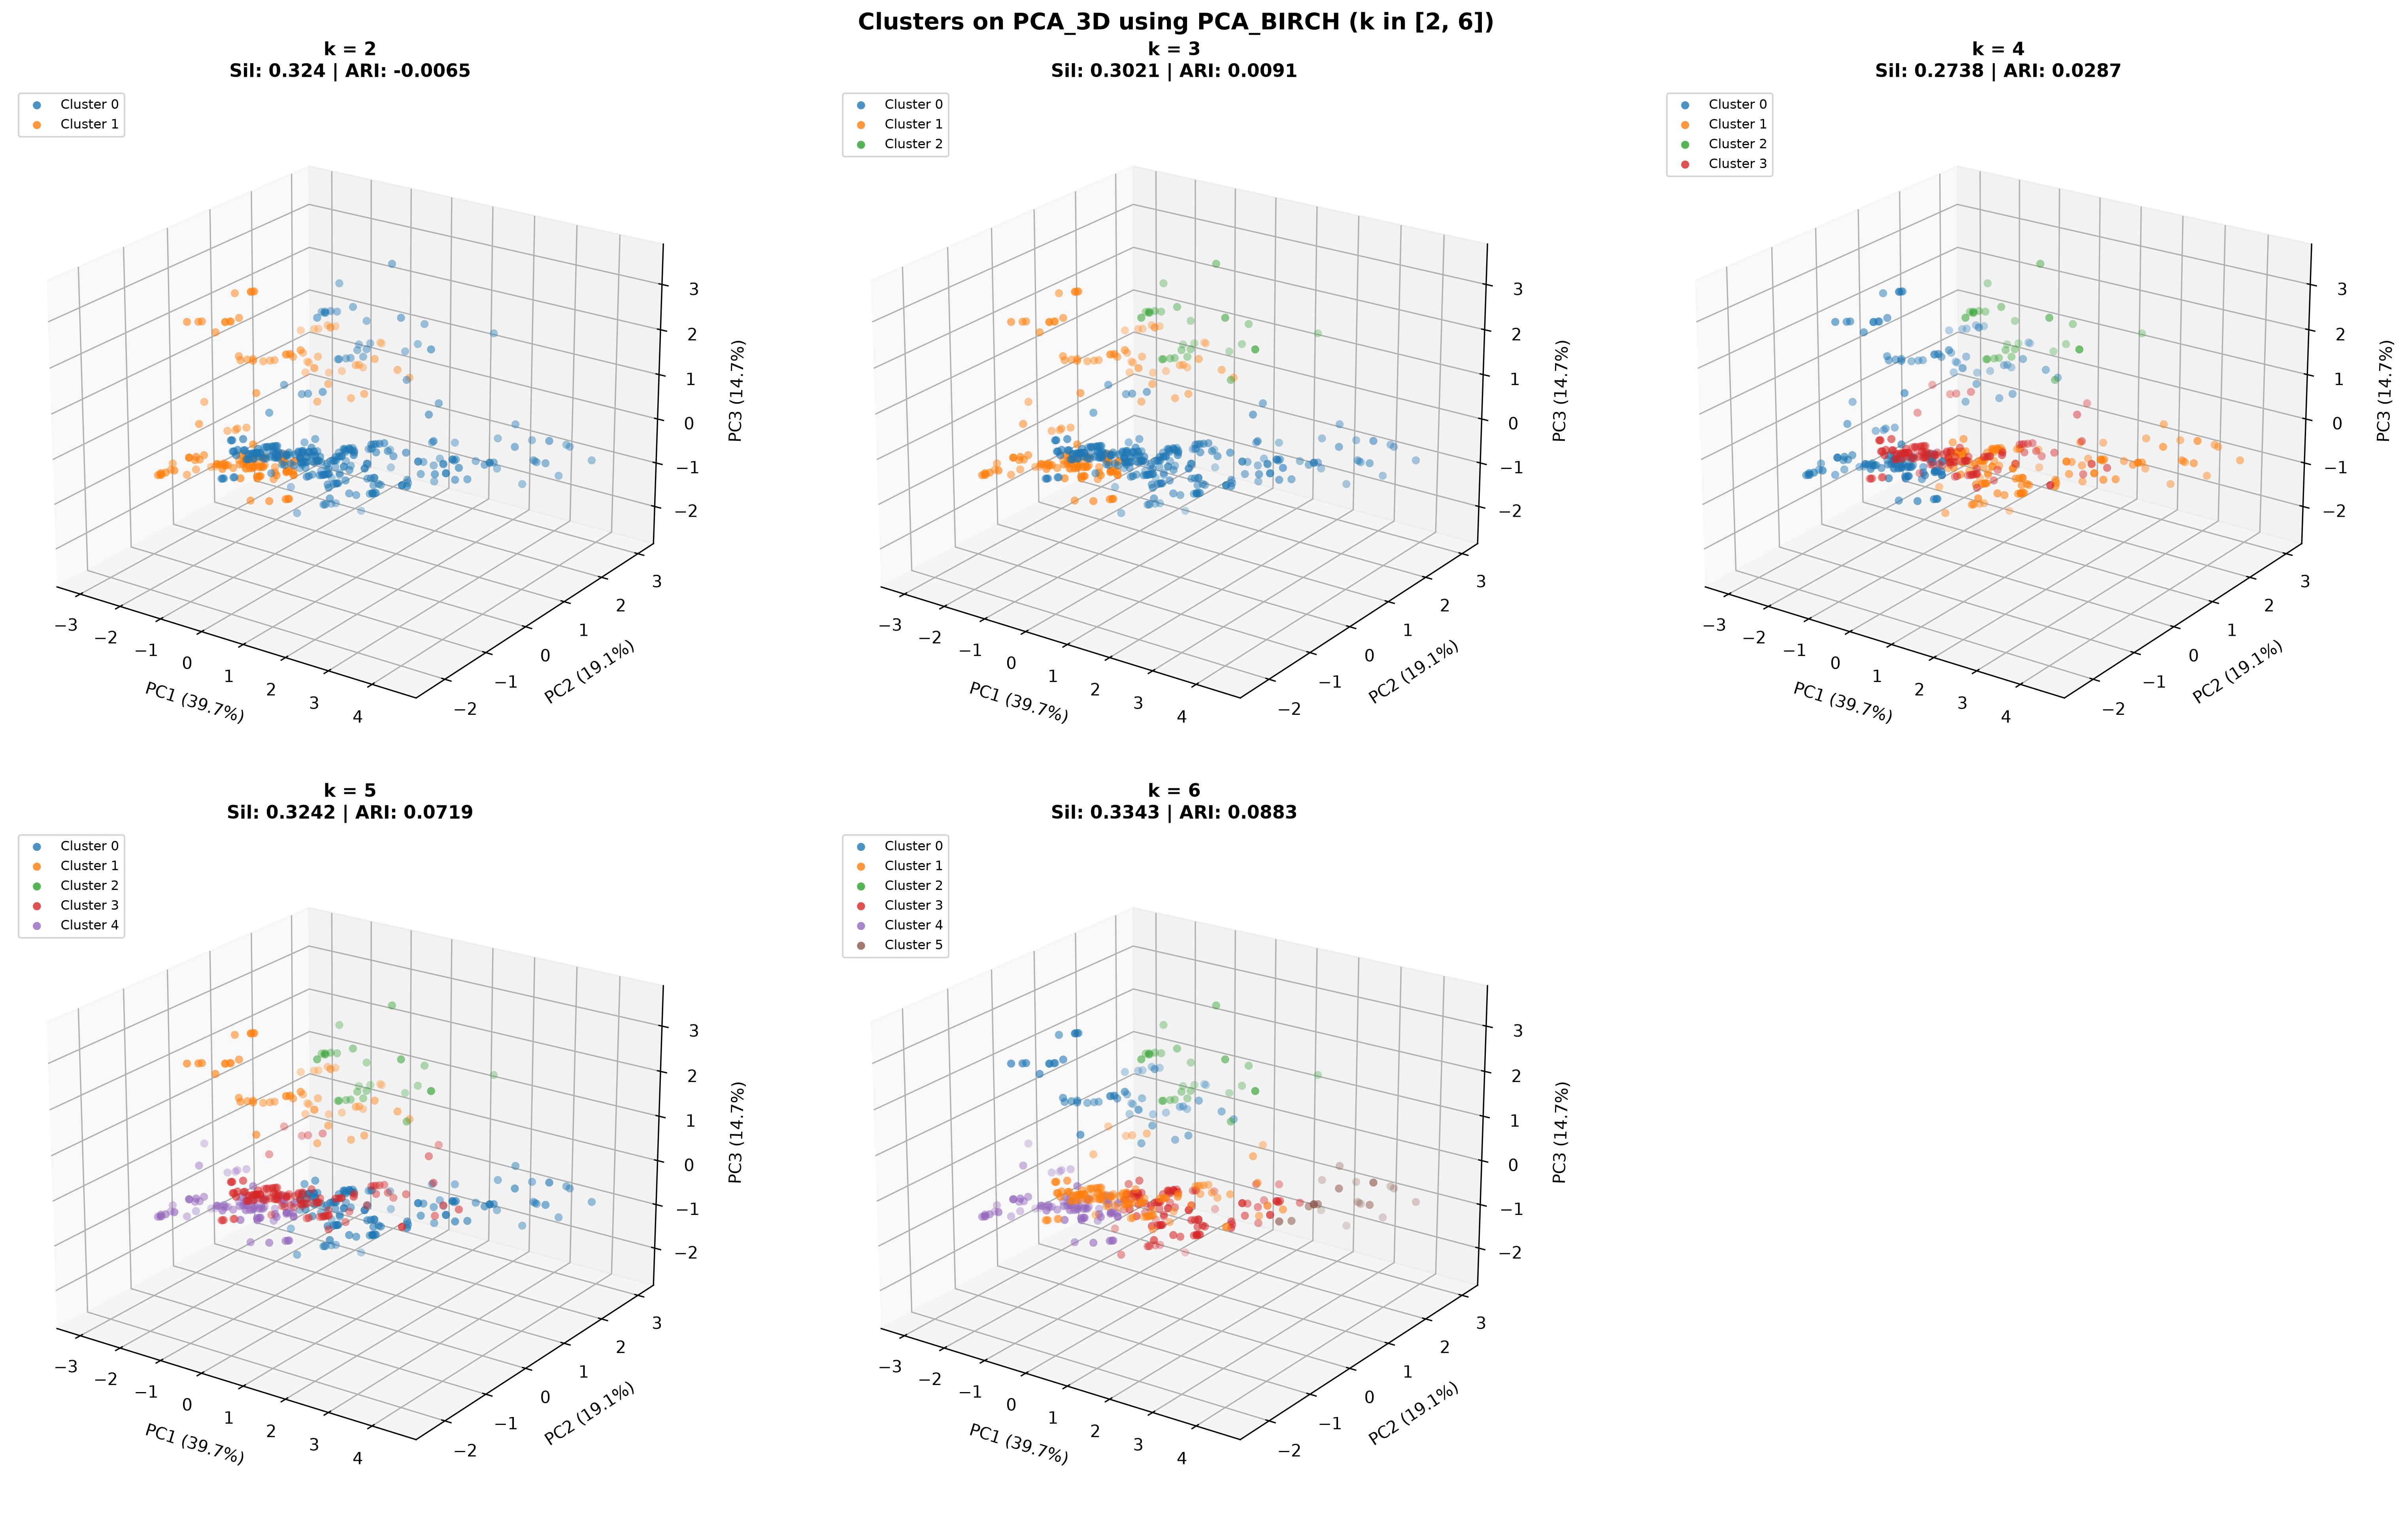 Clusters on PCA_3D using PCA_BIRCH (k in [2, 6])
k = 2
Sil: 0.324 | ARI: -0.0065
Cluster 0
Cluster 1
3
2
1
0
−1
−2
PC3 (14.7%)
−3
−2
−1
0
1
2
3
4
PC1 (39.7%)
−2
−1
0
1
2
3
PC2 (19.1%)
k = 3
Sil: 0.3021 | ARI: 0.0091
Cluster 0
Cluster 1
Cluster 2
3
2
1
0
−1
−2
PC3 (14.7%)
−3
−2
−1
0
1
2
3
4
PC1 (39.7%)
−2
−1
0
1
2
3
PC2 (19.1%)
k = 4
Sil: 0.2738 | ARI: 0.0287
Cluster 0
Cluster 1
Cluster 2
Cluster 3
3
2
1
0
−1
−2
PC3 (14.7%)
−3
−2
−1
0
1
2
3
4
PC1 (39.7%)
−2
−1
0
1
2
3
PC2 (19.1%)
k = 5
Sil: 0.3242 | ARI: 0.0719
Cluster 0
Cluster 1
Cluster 2
Cluster 3
Cluster 4
3
2
1
0
−1
−2
PC3 (14.7%)
−3
−2
−1
0
1
2
3
4
PC1 (39.7%)
−2
−1
0
1
2
3
PC2 (19.1%)
k = 6
Sil: 0.3343 | ARI: 0.0883
Cluster 0
Cluster 1
Cluster 2
Cluster 3
Cluster 4
Cluster 5
3
2
1
0
−1
−2
PC3 (14.7%)
−3
−2
−1
0
1
2
3
4
PC1 (39.7%)
−2
−1
0
1
2
3
PC2 (19.1%)